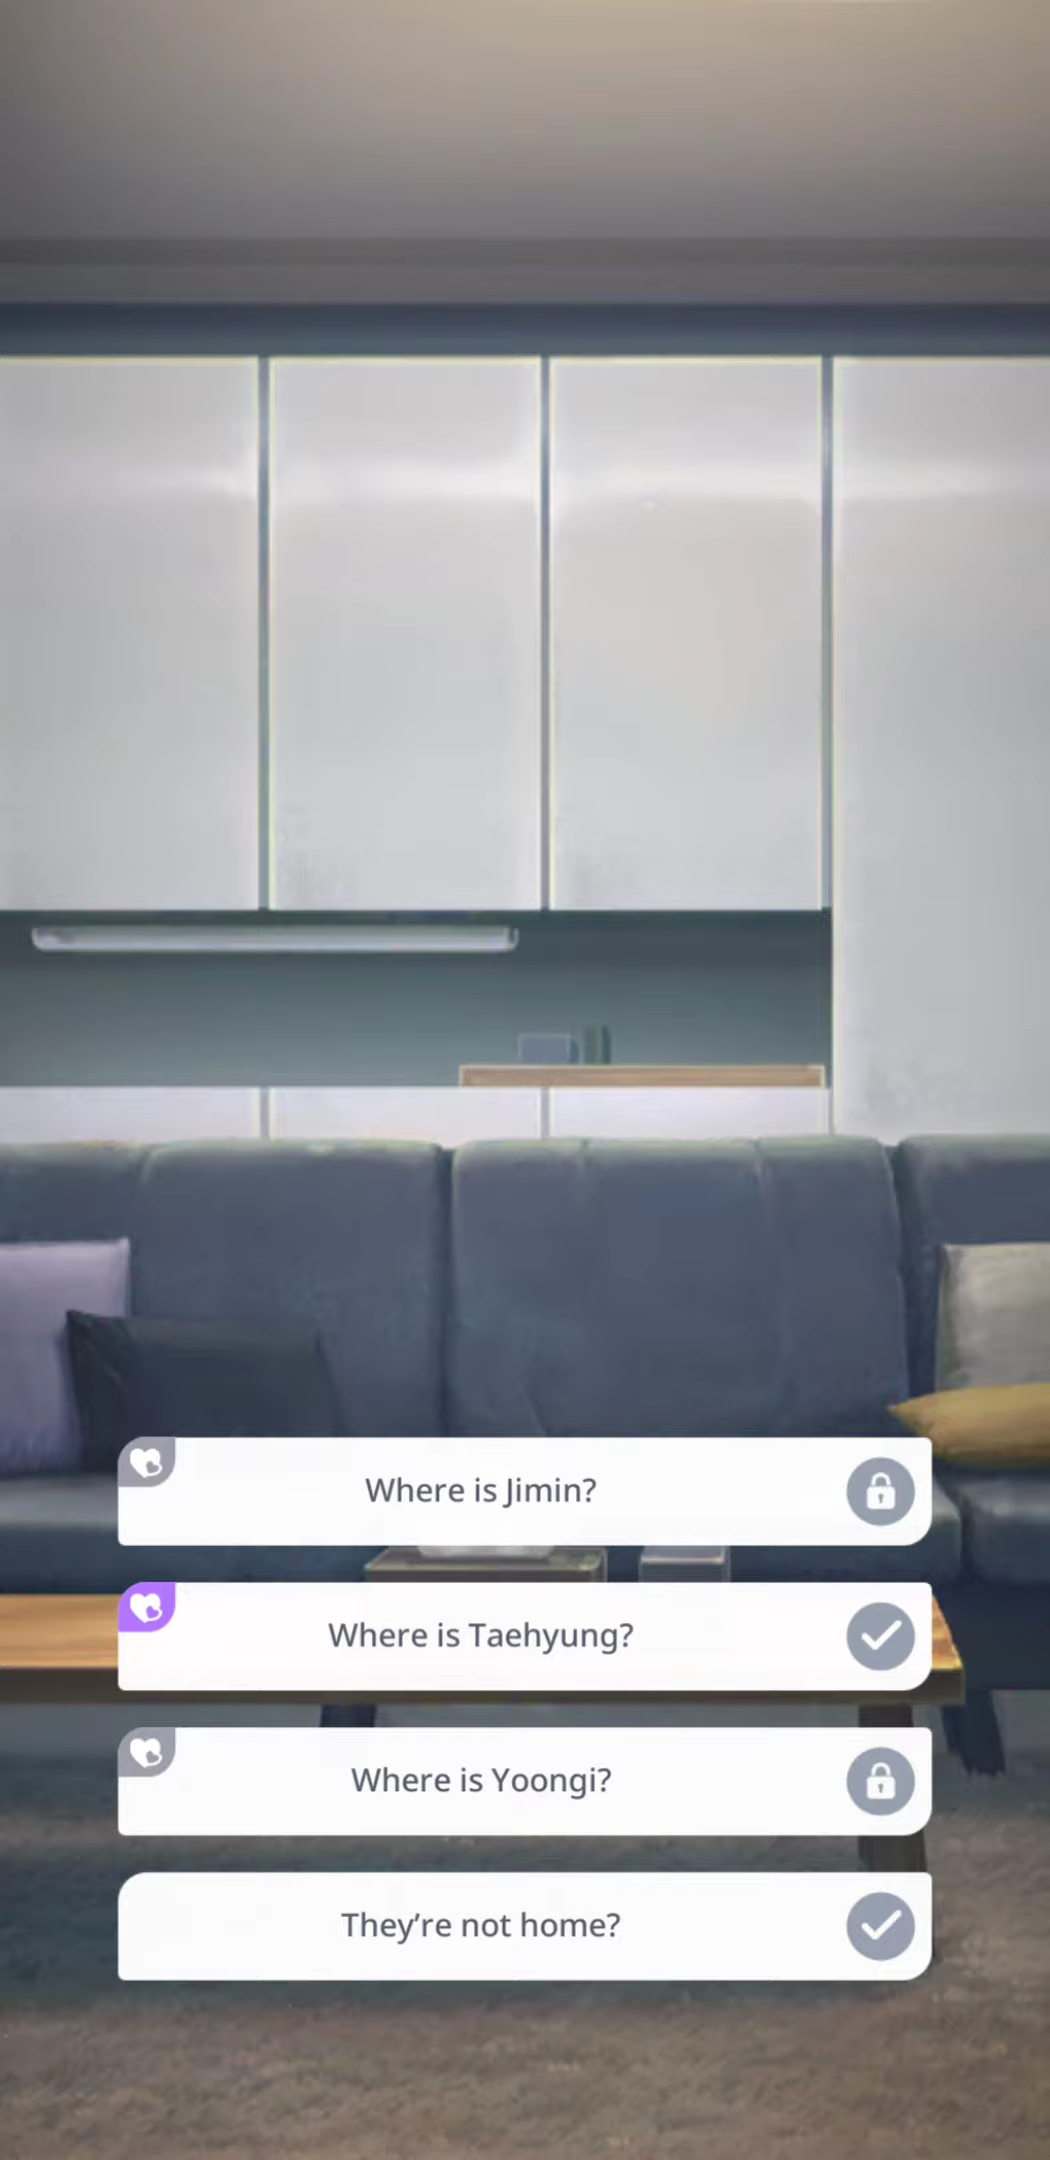 Where is Jimin?
Where is Taehyung?
Where is Yoongi?
They’re not home?